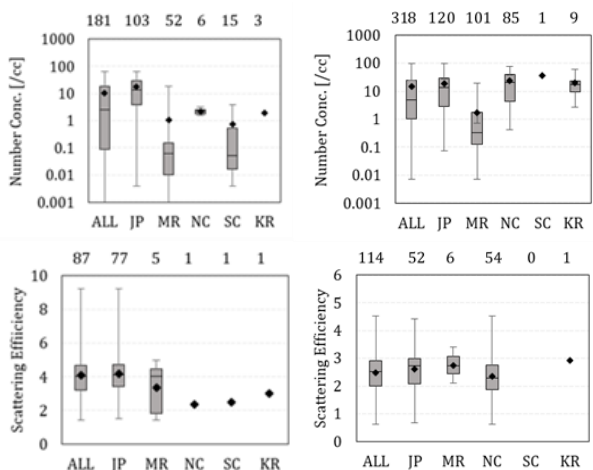 181 103 52 6 15 3
Number Conc. [/cc]
1000
100
10
1
0.1
0.01
0.001
ALL JP MR NC SC KR
318 120 101 85 1 9
Number Conc. [/cc]
1000
100
10
1
0.1
0.01
0.001
ALL JP MR NC SC KR
87 77 5 1 1 1
Scattering Effiiciency
10
8
6
4
2
0
ALL JP MR NC SC KR
114 52 6 54 0 1
Scattering Efficiency
6
5
4
3
2
1
0
ALL JP MR NC SC KR